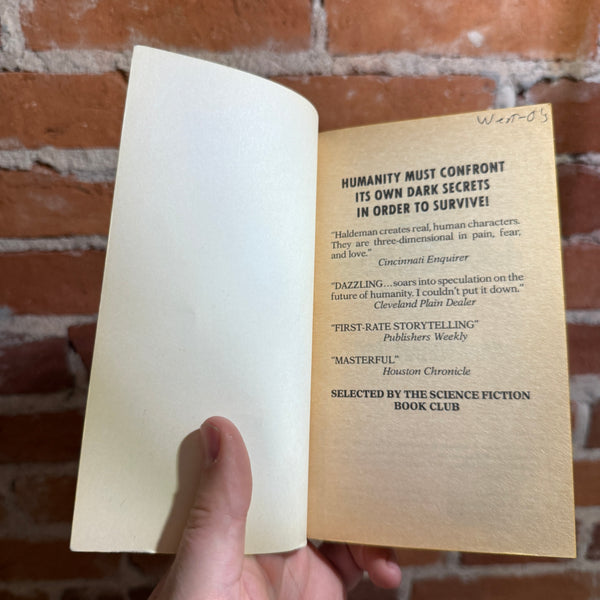 West-05
HUMANITY MUST CONFRONT
ITS OWN DARK SECRETS
IN ORDER TO SURVIVE!
"Haldeman creates real, human characters.
They are three-dimensional in pain, fear,
and love."
Cincinnati Enquirer
"DAZZLING...soars into speculation on the
future of humanity. I couldn't put it down."
Cleveland Plain Dealer
"FIRST-RATE STORYTELLING"
Publishers Weekly
"MASTERFUL"
Houston Chronicle
SELECTED BY THE SCIENCE FICTION
BOOK CLUB